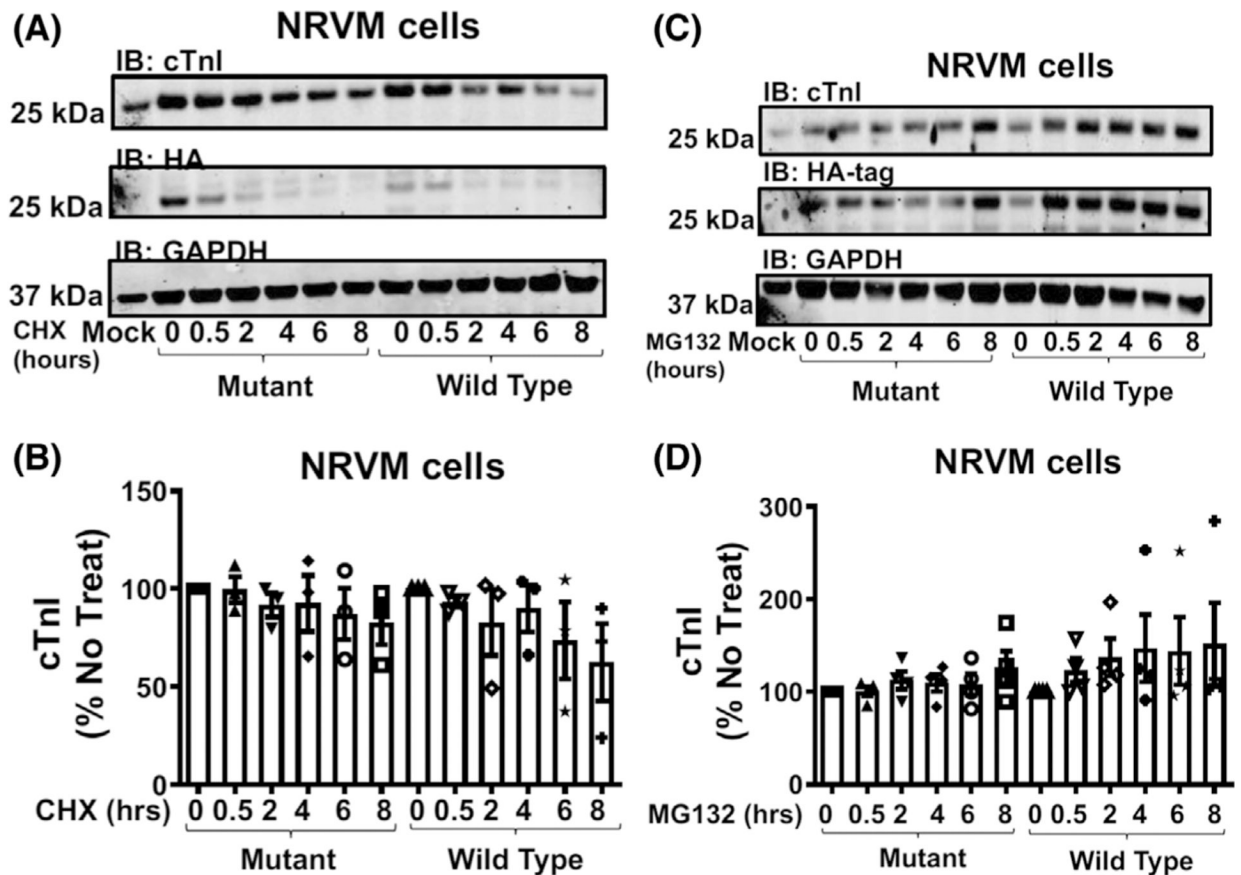 (A)
NRVM cells
IB: cTnI
25 kDa
IB: HA
25 kDa
IB: GAPDH
37 kDa
CHX Mock 0 0.5 2 4 6 8 0 0.5 2 4 6 8
(hours)
Mutant Wild Type
(C)
NRVM cells
IB: cTnI
25 kDa
IB: HA-tag
25 kDa
IB: GAPDH
37 kDa
MG132 Mock 0 0.5 2 4 6 8 0 0.5 2 4 6 8
(hours)
Mutant Wild Type
(B)
NRVM cells
cTnI
(% No Treat)
150
100
50
0
CHX (hrs) 0 0.5 2 4 6 8 0 0.5 2 4 6 8
Mutant Wild Type
(D)
NRVM cells
cTnI
(% No Treat)
300
200
100
0
MG132 (hrs) 0 0.5 2 4 6 8 0 0.5 2 4 6 8
Mutant Wild Type